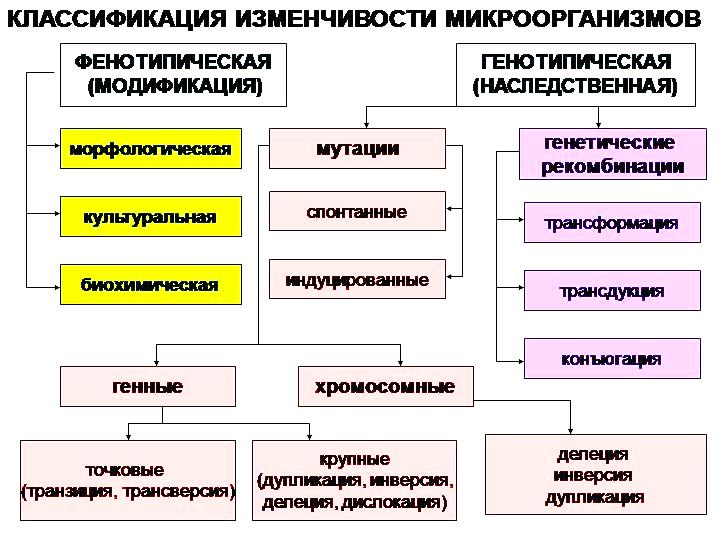 КЛАССИФИКАЦИЯ ИЗМЕНЧИВОСТИ МИКРООРГАНИЗМОВ
ФЕНОТИПИЧЕСКАЯ
(МОДИФИКАЦИЯ)
ГЕНОТИПИЧЕСКАЯ
(НАСЛЕДСТВЕННАЯ)
морфологическая
мутации
генетические
рекомбинации
культуральная
спонтанные
трансформация
биохимическая
индуцированные
трансдукция
конъюгация
генные
хромосомные
точковые
(транзиция, трансверсия)
крупные
(дупликация, инверсия,
делеция, дислокация)
делеция
инверсия
дупликация